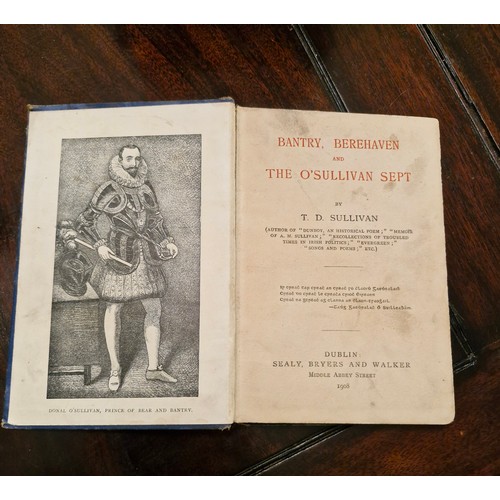 DONAL O'SULLIVAN, PRINCE OF BEAR AND BANTRY.
BANTRY, BEREHAVEN
AND
THE O'SULLIVAN SEPT
BY
T. D. SULLIVAN
(AUTHOR OF "DUNBOY, AN HISTORICAL POEM;" "MEMOIR
OF A. M. SULLIVAN;" "RECOLLECTIONS OF TROUBLED
TIMES IN IRISH POLITICS;" "EVERGREEN;"
"SONGS AND POEMS;" ETC.)
DUBLIN:
SEALY, BRYERS AND WALKER
MIDDLE ABBEY STREET
1908